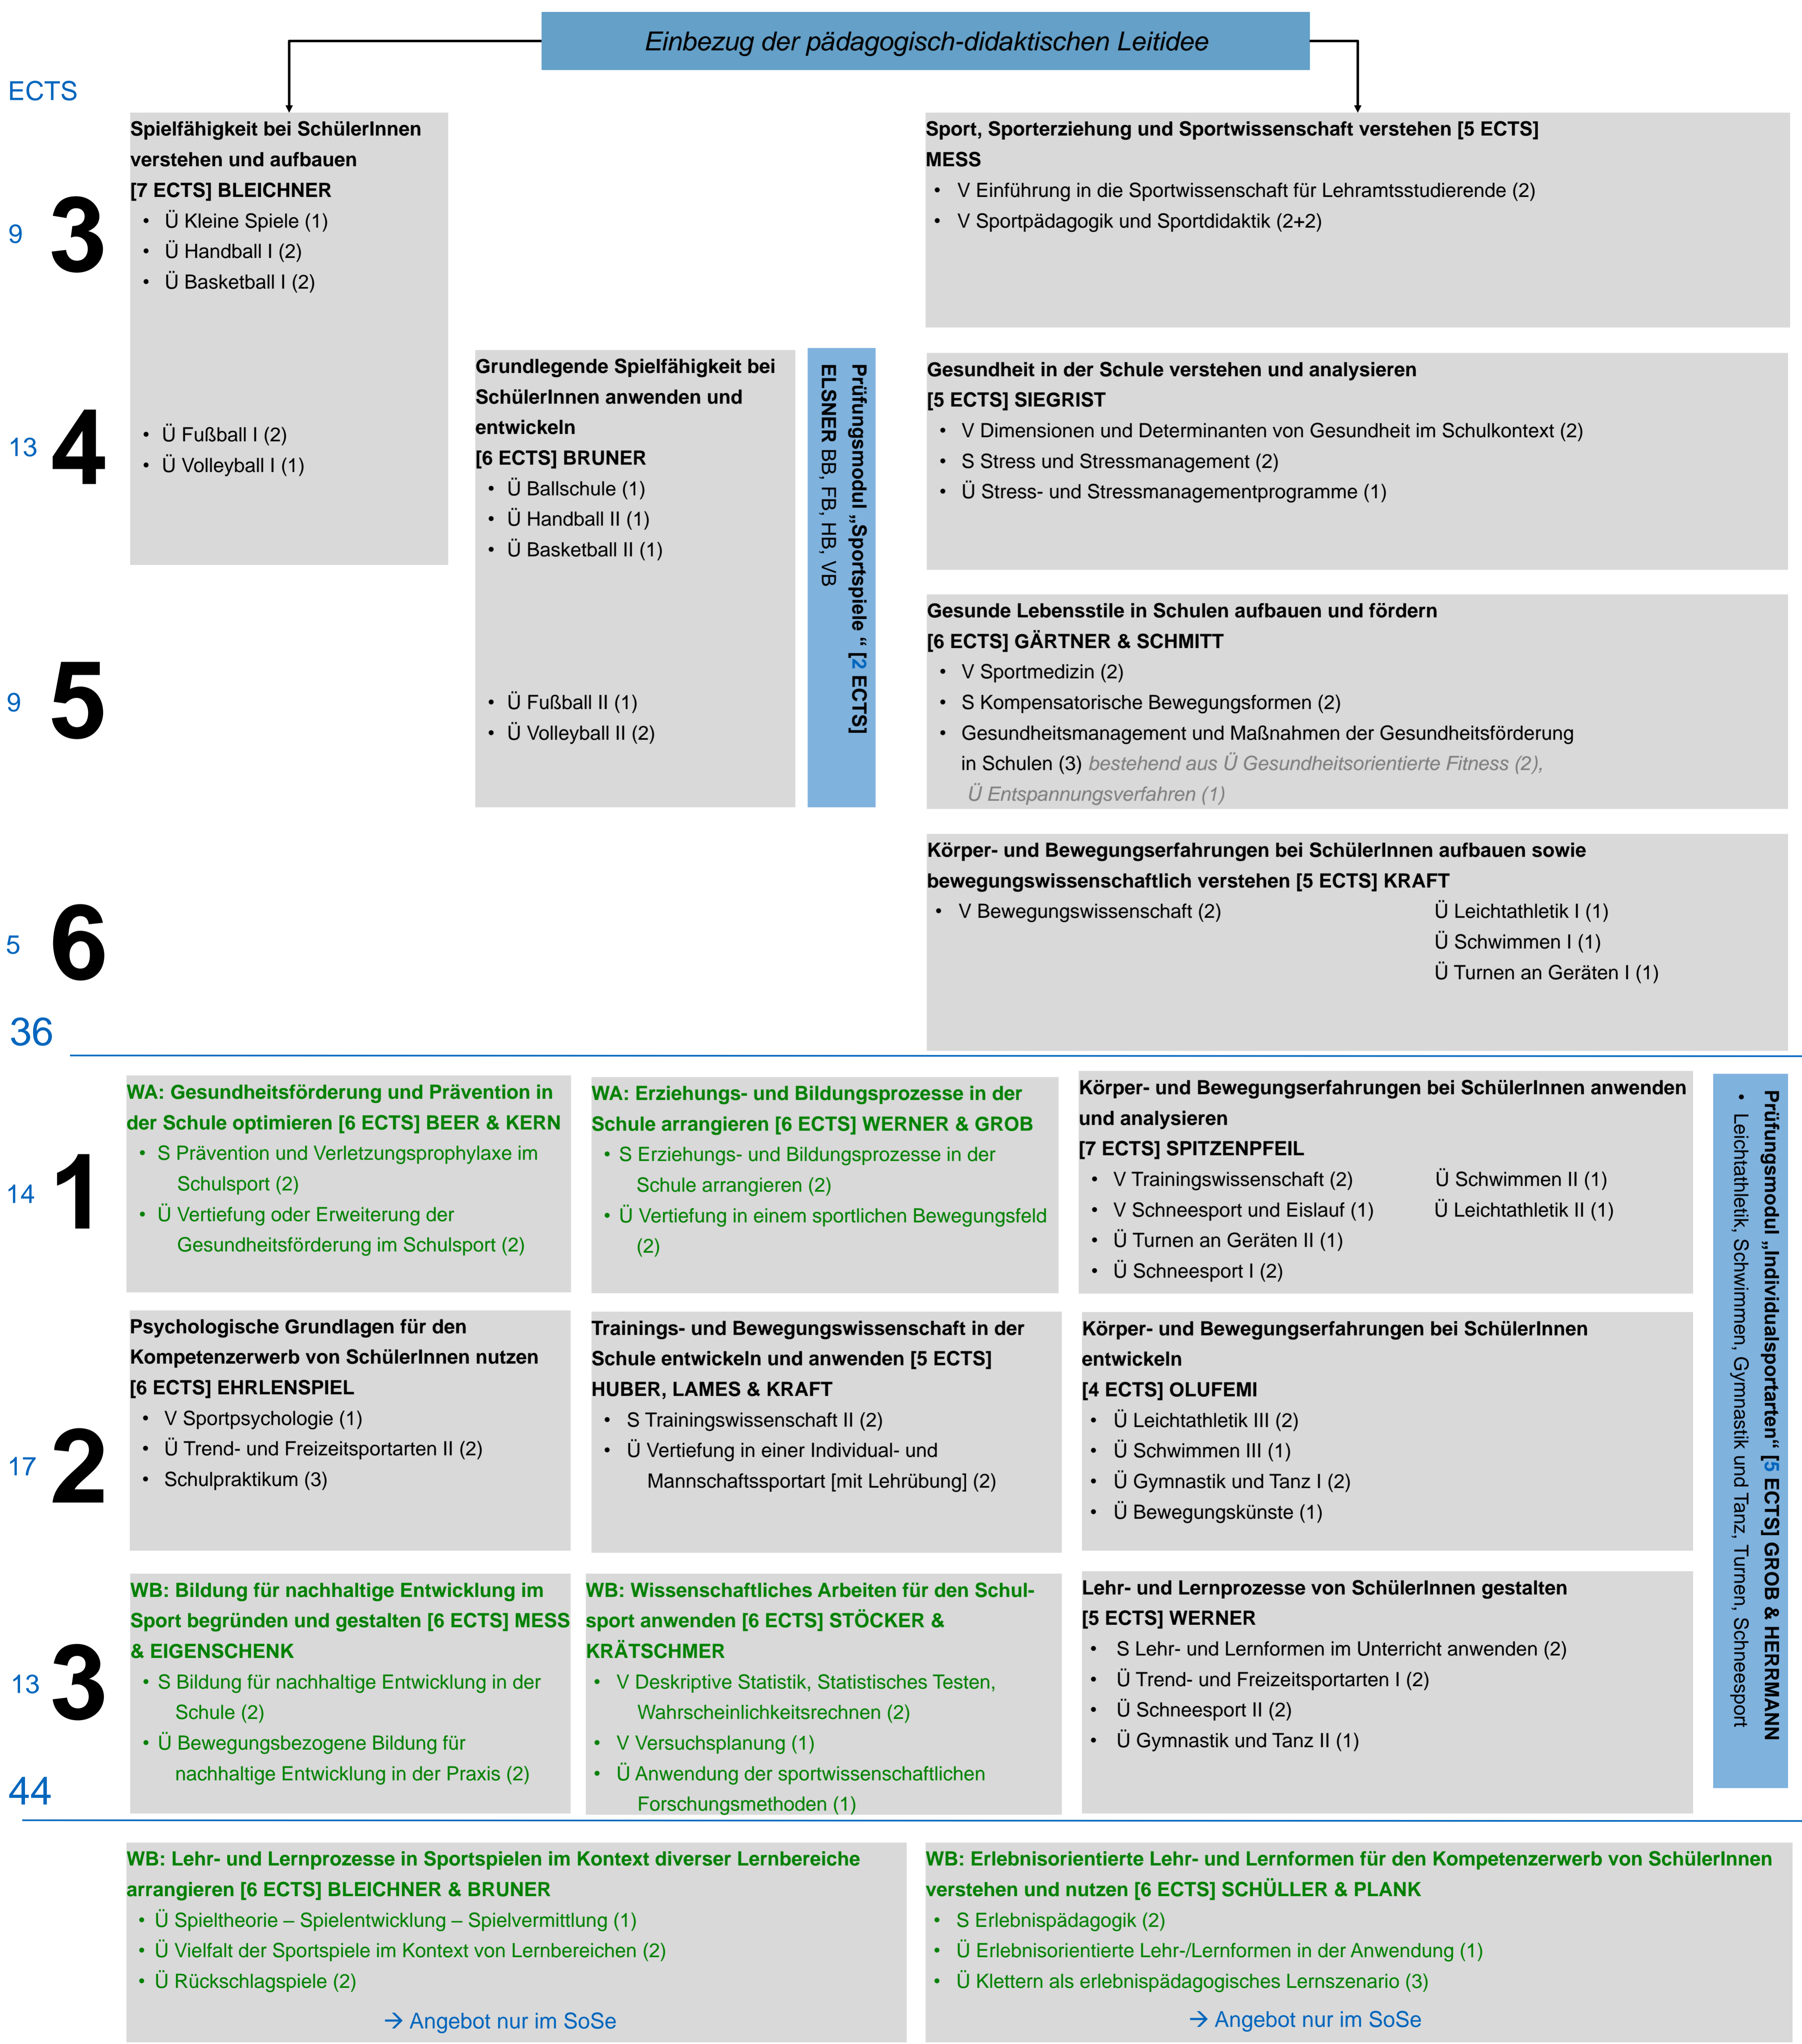 Einbezug der pädagogisch-didaktischen Leitidee
ECTS
9
3
Spielfähigkeit bei SchülerInnen
verstehen und aufbauen
[7 ECTS] BLEICHNER
• Ü Kleine Spiele (1)
• Ü Handball I (2)
• Ü Basketball I (2)
• Ü Fußball I (2)
• Ü Volleyball I (1)
Sport, Sporterziehung und Sportwissenschaft verstehen [5 ECTS]
MESS
• V Einführung in die Sportwissenschaft für Lehramtsstudierende (2)
• V Sportpädagogik und Sportdidaktik (2+2)
13
4
Grundlegende Spielfähigkeit bei
SchülerInnen anwenden und
entwickeln
[6 ECTS] BRUNER
• Ü Ballschule (1)
• Ü Handball II (1)
• Ü Basketball II (1)
• Ü Fußball II (1)
• Ü Volleyball II (2)
Prüfungsmodul „Sportspiele “ [2 ECTS]
ELSNER BB, FB, HB, VB
Gesundheit in der Schule verstehen und analysieren
[5 ECTS] SIEGRIST
• V Dimensionen und Determinanten von Gesundheit im Schulkontext (2)
• S Stress und Stressmanagement (2)
• Ü Stress- und Stressmanagementprogramme (1)
9
5
Gesunde Lebensstile in Schulen aufbauen und fördern
[6 ECTS] GÄRTNER & SCHMITT
• V Sportmedizin (2)
• S Kompensatorische Bewegungsformen (2)
• Gesundheitsmanagement und Maßnahmen der Gesundheitsförderung
in Schulen (3) bestehend aus Ü Gesundheitsorientierte Fitness (2),
Ü Entspannungsverfahren (1)
5
6
Körper- und Bewegungserfahrungen bei SchülerInnen aufbauen sowie
bewegungswissenschaftlich verstehen [5 ECTS] KRAFT
• V Bewegungswissenschaft (2)
Ü Leichtathletik I (1)
Ü Schwimmen I (1)
Ü Turnen an Geräten I (1)
36
14
1
WA: Gesundheitsförderung und Prävention in
der Schule optimieren [6 ECTS] BEER & KERN
• S Prävention und Verletzungsprophylaxe im
Schulsport (2)
• Ü Vertiefung oder Erweiterung der
Gesundheitsförderung im Schulsport (2)
WA: Erziehungs- und Bildungsprozesse in der
Schule arrangieren [6 ECTS] WERNER & GROB
• S Erziehungs- und Bildungsprozesse in der
Schule arrangieren (2)
• Ü Vertiefung in einem sportlichen Bewegungsfeld
(2)
Körper- und Bewegungserfahrungen bei SchülerInnen anwenden
und analysieren
[7 ECTS] SPITZENPFEIL
• V Trainingswissenschaft (2)
• V Schneesport und Eislauf (1)
• Ü Turnen an Geräten II (1)
• Ü Schneesport I (2)
Ü Schwimmen II (1)
Ü Leichtathletik II (1)
Prüfungsmodul „Individualsportarten“ [5 ECTS] GROB & HERRMANN
• Leichtathletik, Schwimmen, Gymnastik und Tanz, Turnen, Schneesport
17
2
Psychologische Grundlagen für den
Kompetenzerwerb von SchülerInnen nutzen
[6 ECTS] EHRLENSPIEL
• V Sportpsychologie (1)
• Ü Trend- und Freizeitsportarten II (2)
• Schulpraktikum (3)
Trainings- und Bewegungswissenschaft in der
Schule entwickeln und anwenden [5 ECTS]
HUBER, LAMES & KRAFT
• S Trainingswissenschaft II (2)
• Ü Vertiefung in einer Individual- und
Mannschaftssportart [mit Lehrübung] (2)
Körper- und Bewegungserfahrungen bei SchülerInnen
entwickeln
[4 ECTS] OLUFEMI
• Ü Leichtathletik III (2)
• Ü Schwimmen III (1)
• Ü Gymnastik und Tanz I (2)
• Ü Bewegungskünste (1)
13
3
WB: Bildung für nachhaltige Entwicklung im
Sport begründen und gestalten [6 ECTS] MESS
& EIGENSCHENK
• S Bildung für nachhaltige Entwicklung in der
Schule (2)
• Ü Bewegungsbezogene Bildung für
nachhaltige Entwicklung in der Praxis (2)
WB: Wissenschaftliches Arbeiten für den Schul-
sport anwenden [6 ECTS] STÖCKER &
KRÄTSCHMER
• V Deskriptive Statistik, Statistisches Testen,
Wahrscheinlichkeitsrechnen (2)
• V Versuchsplanung (1)
• Ü Anwendung der sportwissenschaftlichen
Forschungsmethoden (1)
Lehr- und Lernprozesse von SchülerInnen gestalten
[5 ECTS] WERNER
• S Lehr- und Lernformen im Unterricht anwenden (2)
• Ü Trend- und Freizeitsportarten I (2)
• Ü Schneesport II (2)
• Ü Gymnastik und Tanz II (1)
44
WB: Lehr- und Lernprozesse in Sportspielen im Kontext diverser Lernbereiche
arrangieren [6 ECTS] BLEICHNER & BRUNER
• Ü Spieltheorie – Spielentwicklung – Spielvermittlung (1)
• Ü Vielfalt der Sportspiele im Kontext von Lernbereichen (2)
• Ü Rückschlagspiele (2)
→ Angebot nur im SoSe
WB: Erlebnisorientierte Lehr- und Lernformen für den Kompetenzerwerb von SchülerInnen
verstehen und nutzen [6 ECTS] SCHÜLLER & PLANK
• S Erlebnispädagogik (2)
• Ü Erlebnisorientierte Lehr-/Lernformen in der Anwendung (1)
• Ü Klettern als erlebnispädagogisches Lernszenario (3)
→ Angebot nur im SoSe